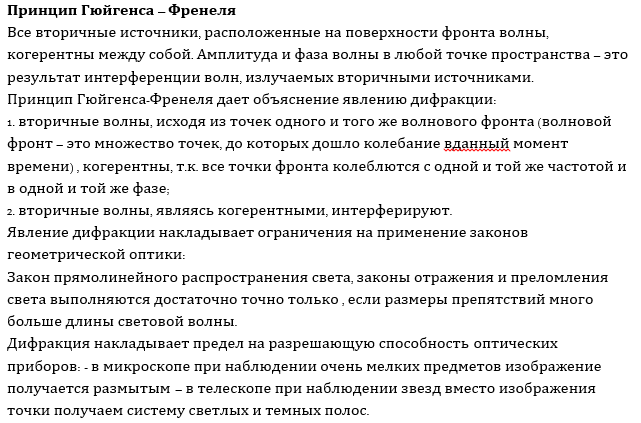 Принцип Гюйгенса – Френеля
Все вторичные источники, расположенные на поверхности фронта волны,
когерентны между собой. Амплитуда и фаза волны в любой точке пространства – это
результат интерференции волн, излучаемых вторичными источниками.
Принцип Гюйгенса-Френеля дает объяснение явлению дифракции:
1. вторичные волны, исходя из точек одного и того же волнового фронта (волновой
фронт – это множество точек, до которых дошло колебание вданный момент
времени) , когерентны, т.к. все точки фронта колеблются с одной и той же частотой и
в одной и той же фазе;
2. вторичные волны, являясь когерентными, интерферируют.
Явление дифракции накладывает ограничения на применение законов
геометрической оптики:
Закон прямолинейного распространения света, законы отражения и преломления
света выполняются достаточно точно только , если размеры препятствий много
больше длины световой волны.
Дифракция накладывает предел на разрешающую способность оптических
приборов: - в микроскопе при наблюдении очень мелких предметов изображение
получается размытым – в телескопе при наблюдении звезд вместо изображения
точки получаем систему светлых и темных полос.